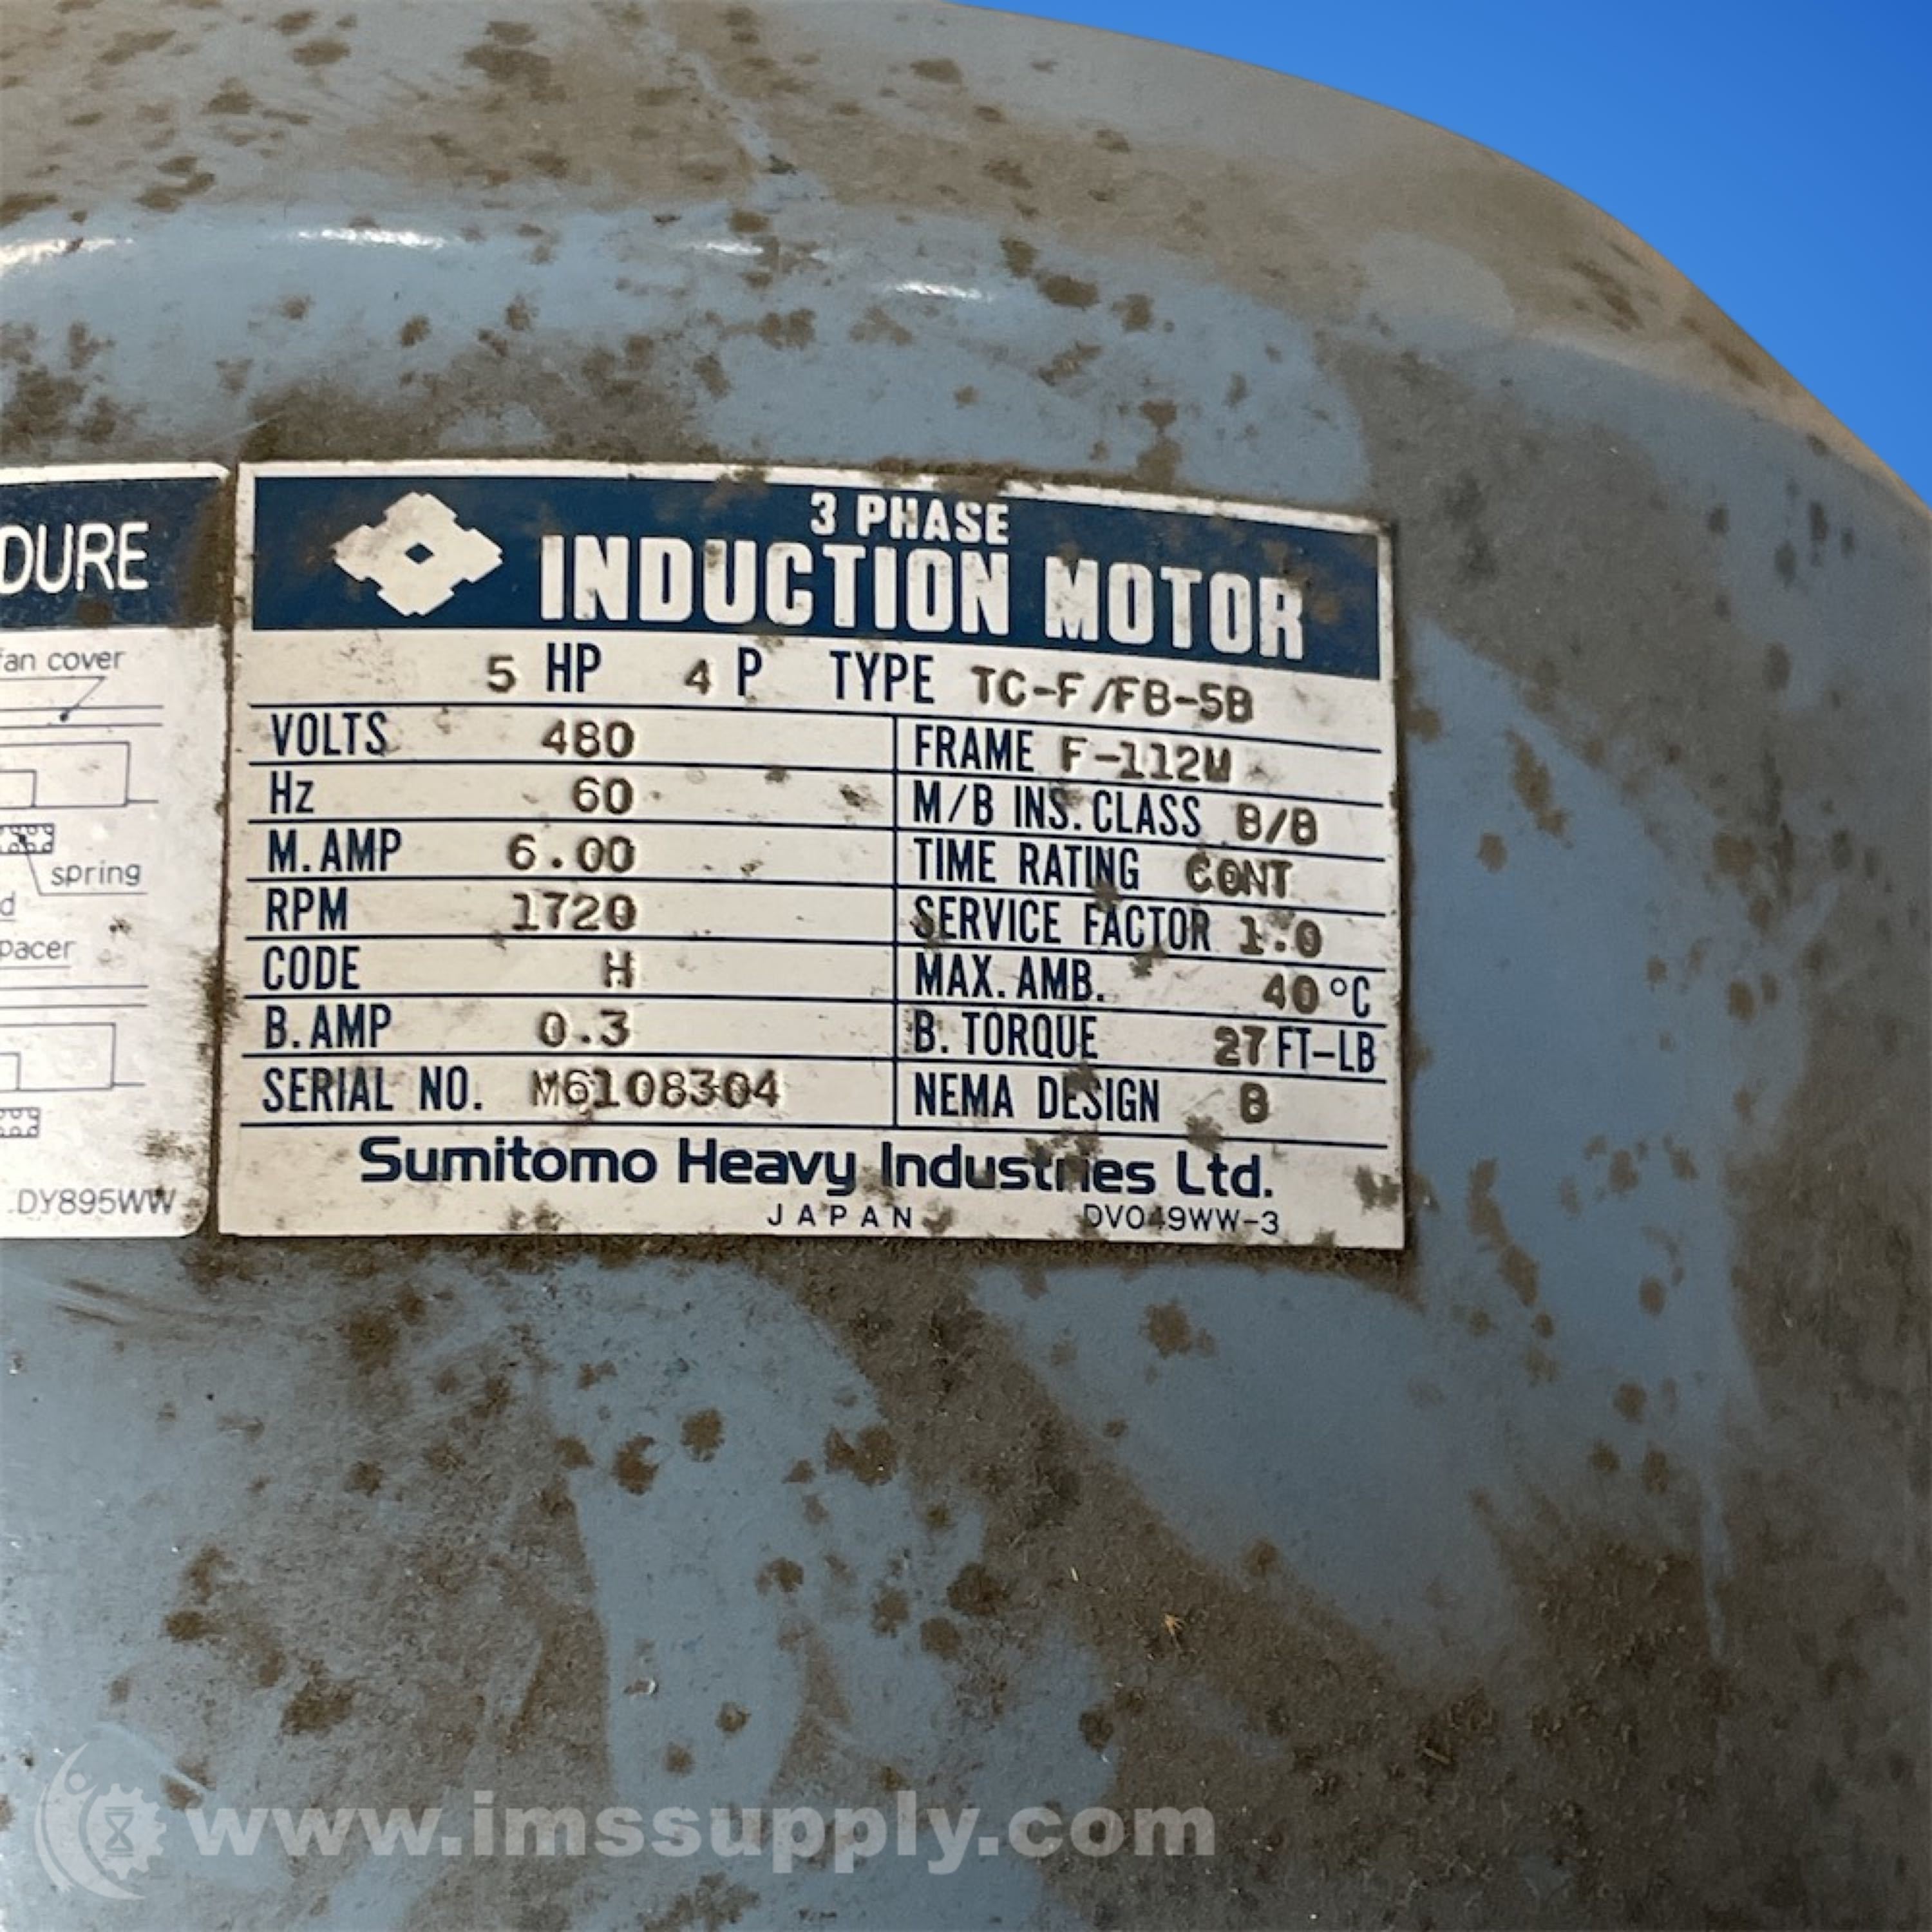 DURE
fan cover
spring
d
pacer
.DY895WW
3 PHASE
INDUCTION MOTOR
5 HP 4 P TYPE TC-F/FB-5B
VOLTS 480 FRAME F-112M
Hz 60 M/B INS. CLASS B/B
M. AMP 6.00 TIME RATING CONT
RPM 1720 SERVICE FACTOR 1.0
CODE H MAX. AMB. 40 °C
B. AMP 0.3 B. TORQUE 27 FT-LB
SERIAL NO. M6108304 NEMA DESIGN B
Sumitomo Heavy Industries Ltd.
JAPAN DV049WW-3
www.imssupply.com